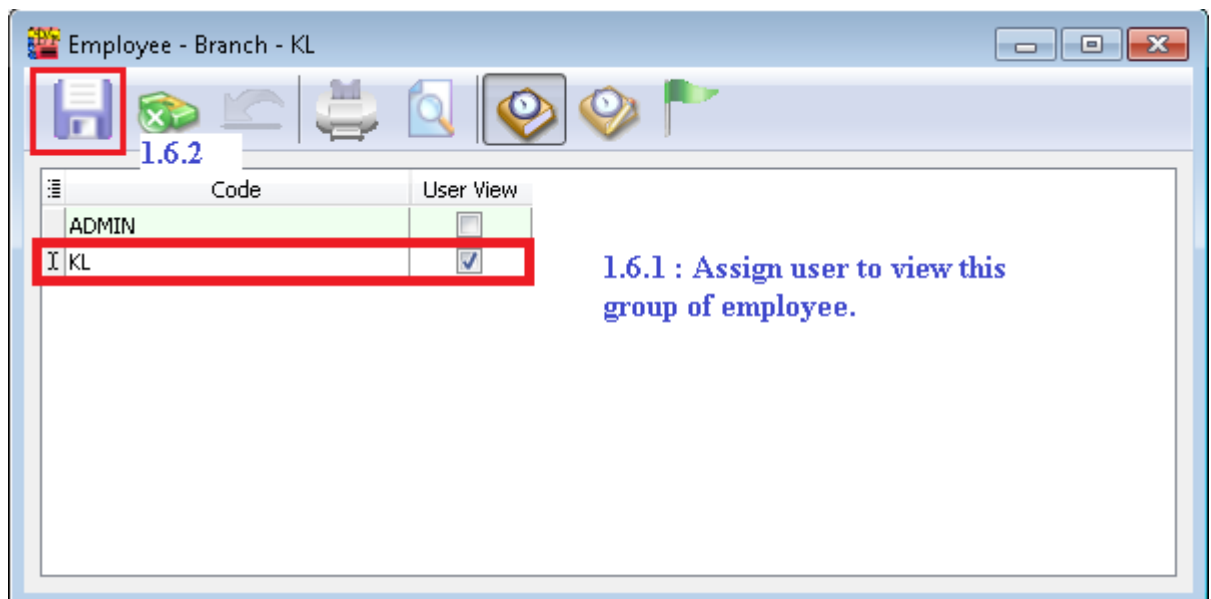 Employee - Branch - KL
1.6.2
Code User View
ADMIN
KL
1.6.1 : Assign user to view this
group of employee.